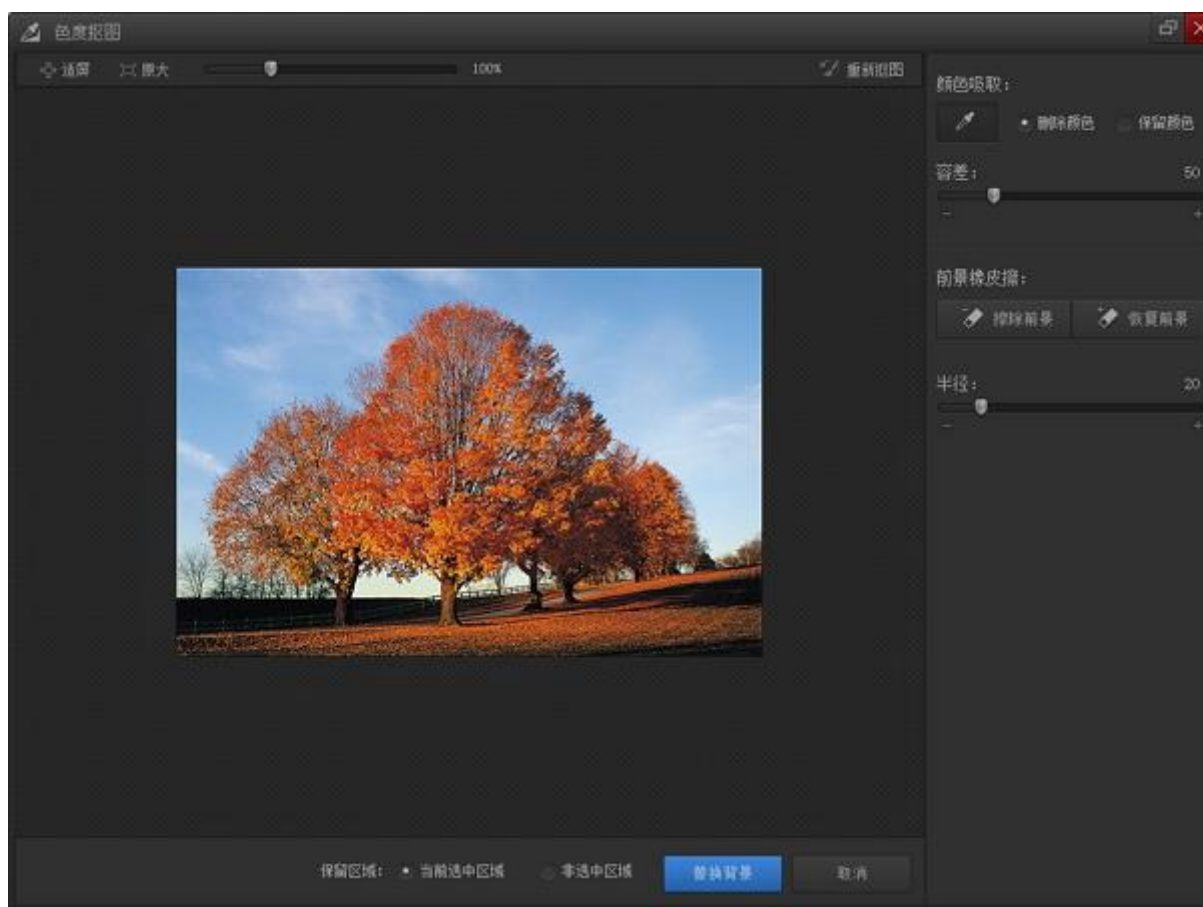 色度抠图
适屏 原大 100% 重新抠图
颜色吸取：
删除颜色 保留颜色
容差： 50
- +
前景橡皮擦：
擦除前景 恢复前景
半径： 20
- +
保留区域： 当前选中区域 非选中区域 替换背景 取消